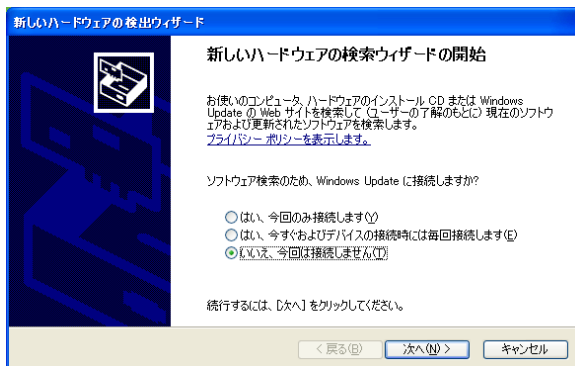 新しいハードウェアの検出ウィザード
新しいハードウェアの検索ウィザードの開始
お使いのコンピュータ、ハードウェアのインストール CD または Windows
Update の Web サイトを検索して (ユーザーの了解のもとに) 現在のソフトウ
ェアおよび更新されたソフトウェアを検索します。
プライバシー ポリシーを表示します。
ソフトウェア検索のため、Windows Update に接続しますか?
はい、今回のみ接続します(Y)
はい、今すぐおよびデバイスの接続時には毎回接続します(E)
いいえ、今回は接続しません(T)
続行するには、[次へ] をクリックしてください。
< 戻る(B)
次へ(N) >
キャンセル